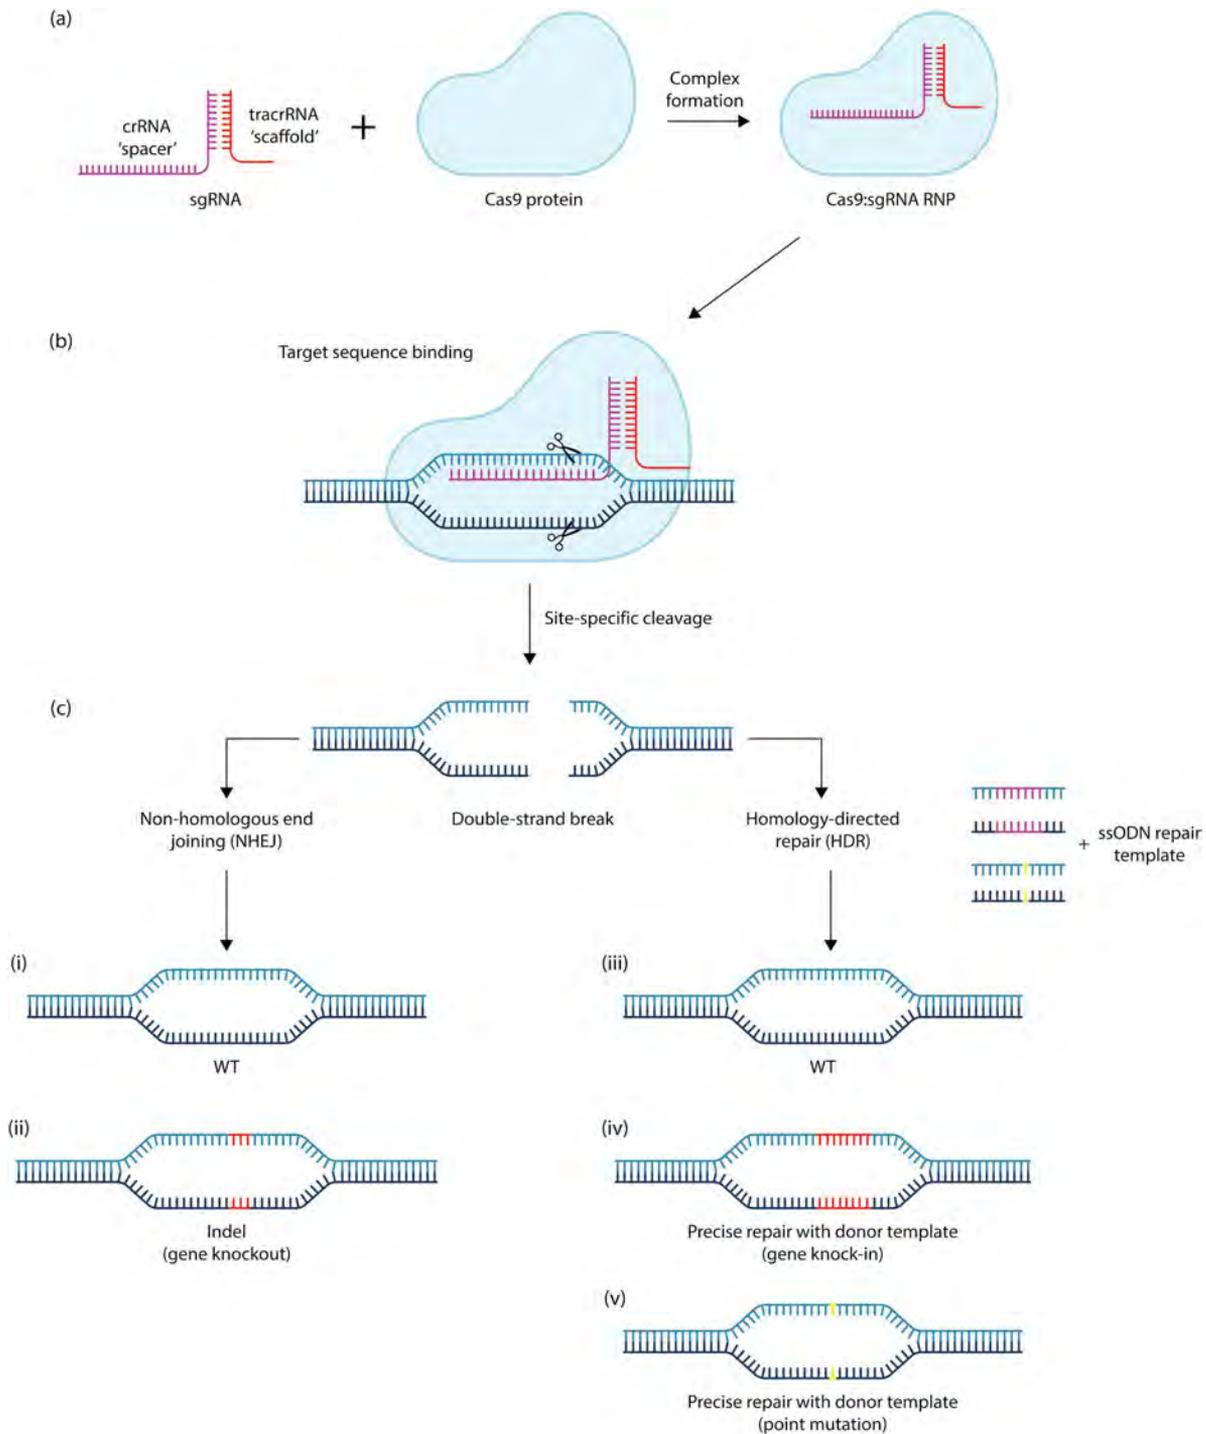 (a)
crRNA
'spacer'
tracrRNA
'scaffold'
+
Complex
formation
sgRNA
Cas9 protein
Cas9:sgRNA RNP
(b)
Target sequence binding
Site-specific cleavage
(c)
Non-homologous end
joining (NHEJ)
Double-strand break
Homology-directed
repair (HDR)
+ ssODN repair
template
(i)
WT
(iii)
WT
(ii)
Indel
(gene knockout)
(iv)
Precise repair with donor template
(gene knock-in)
(v)
Precise repair with donor template
(point mutation)